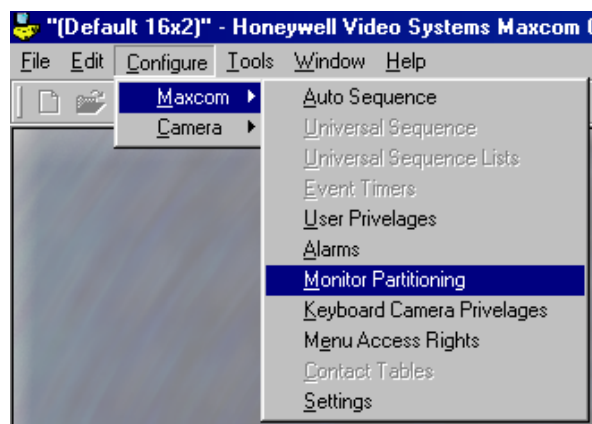 "(Default 16x2)" - Honeywell Video Systems Maxcom
File Edit Configure Tools Window Help
Maxcom
Camera
Auto Sequence
Universal Sequence
Universal Sequence Lists
Event Timers
User Privelages
Alarms
Monitor Partitioning
Keyboard Camera Privelages
Menu Access Rights
Contact Tables
Settings